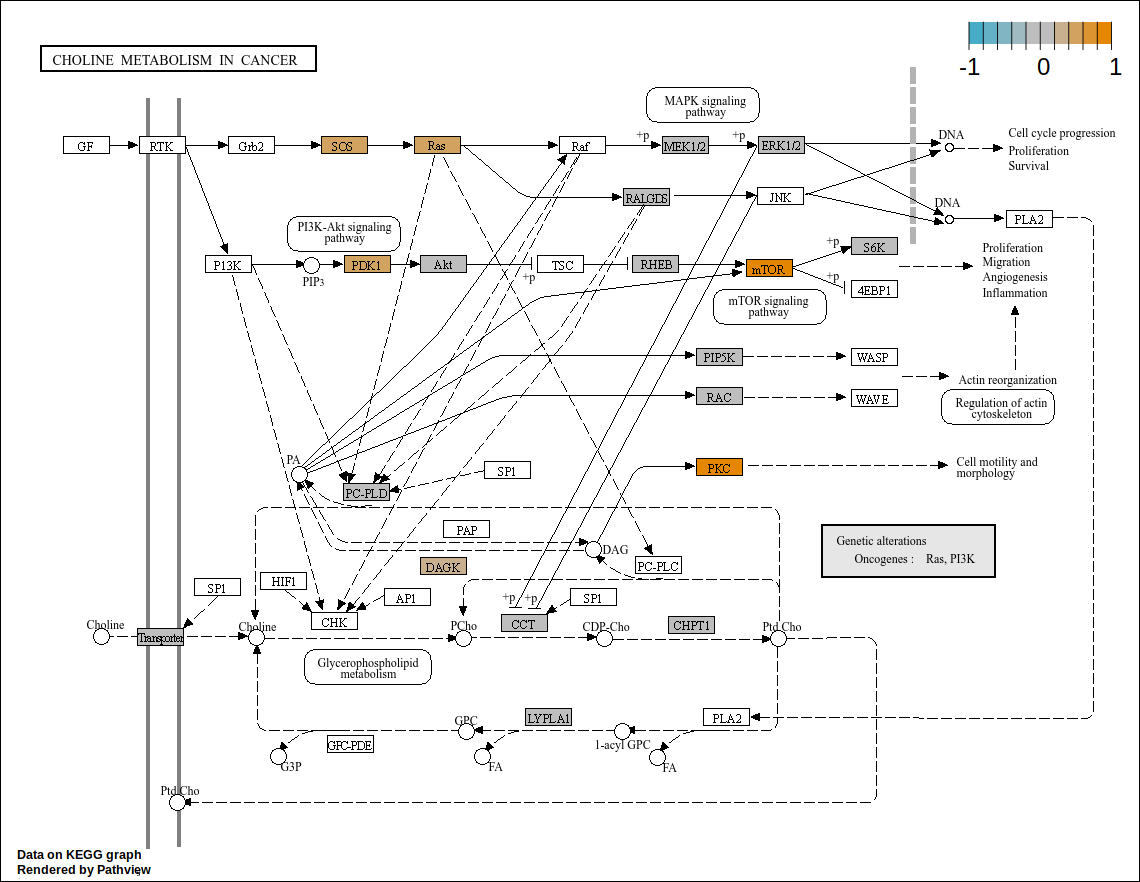 -1 0 1
CHOLINE METABOLISM IN CANCER
MAPK signaling
pathway
GF
RTK
Grb2
SOS
Ras
Raf
+p
MEK1/2
+p
ERK1/2
DNA
Cell cycle progression
Proliferation
Survival
RALGDS
JNK
DNA
PLA2
PI3K-Akt signaling
pathway
P13K
PIP3
PDK1
Akt
+p
TSC
RHEB
mTOR
+p
S6K
+p
4EBP1
Proliferation
Migration
Angiogenesis
Inflammation
mTOR signaling
pathway
PIP5K
WASP
RAC
WAVE
Actin reorganization
Regulation of actin
cytoskeleton
PA
PC-PLD
SP1
PKC
Cell motility and
morphology
PAP
DAG
DAGK
PC-PLC
Genetic alterations
Oncogenes : Ras, PI3K
SP1
HIF1
AP1
CHK
+p +p
SP1
CCT
Choline
Transporter
Choline
PCho
CDP-Cho
CHPT1
Ptd Cho
Glycerophospholipid
metabolism
GPC
LYPLA1
PLA2
GPC-PDE
1-acyl GPC
G3P
FA
FA
Ptd Cho
Data on KEGG graph
Rendered by Pathview